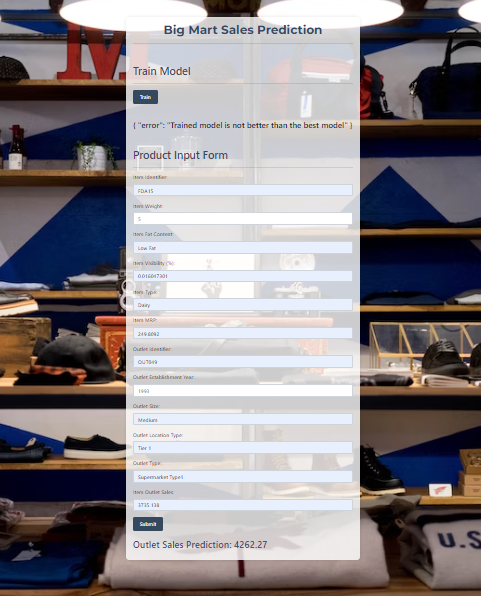 Big Mart Sales Prediction
Train Model
Train
{ "error": "Trained model is not better than the best model" }
Product Input Form
Item Identifier:
FDA15
Item Weight:
5
Item Fat Content:
Low Fat
Item Visibility (%):
0.016047301
Item Type:
Dairy
Item MRP:
249.8092
Outlet Identifier:
OUT049
Outlet Establishment Year:
1993
Outlet Size:
Medium
Outlet Location Type:
Tier 1
Outlet Type:
Supermarket Type1
Item Outlet Sales:
3735.138
Submit
Outlet Sales Prediction: 4262.27
U.S